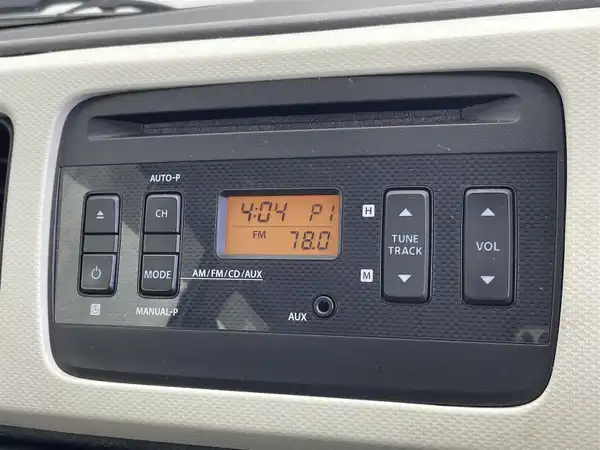 AUTO-P
CH
4:04 P1
FM 78.0
H
TUNE
TRACK
VOL
MODE
AM/FM/CD/AUX
M
MANUAL-P
AUX